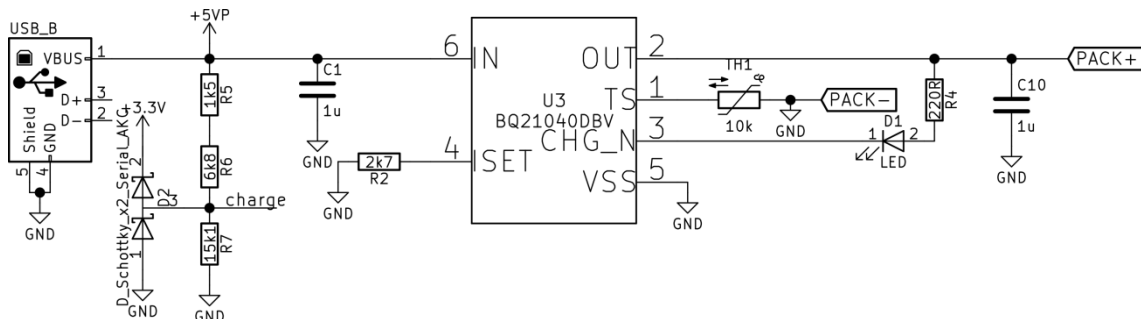 USB_B
VBUS 1
D+ 3
D- 2
Shield
GND
5
4
GND
+5VP
1k5
R5
6k8
R6
charge
15k1
R7
GND
+3.3V
2
D2
3
1
D_Schottky_x2_Serial_AKC
GND
C1
1u
GND
2k7
R2
GND
6 IN
4 ISET
U3
BQ21040DBV
OUT 2
TS 1
CHG_N 3
VSS 5
GND
TH1
10k
GND
PACK-
D1
1 2
LED
220R
R4
C10
1u
GND
PACK+